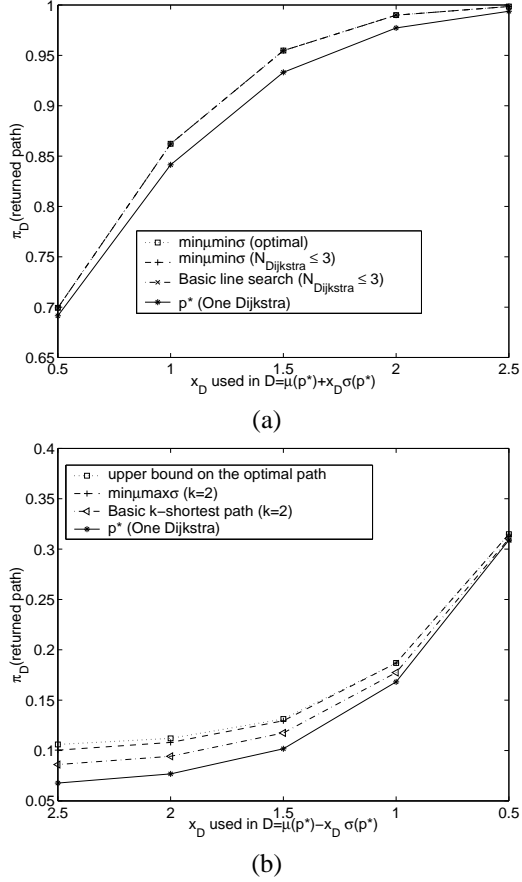 1
0.95
0.9
0.85
0.8
0.75
0.7
0.65
π_D(returned path)
minμminσ (optimal)
minμminσ (N_Dijkstra ≤ 3)
Basic line search (N_Dijkstra ≤ 3)
p* (One Dijkstra)
0.5 1 1.5 2 2.5
x_D used in D=μ(p*)+x_Dσ(p*)
(a)
0.4
0.35
0.3
0.25
0.2
0.15
0.1
0.05
π_D(returned path)
upper bound on the optimal path
minμmaxσ (k=2)
Basic k-shortest path (k=2)
p* (One Dijkstra)
2.5 2 1.5 1 0.5
x_D used in D=μ(p*)-x_D σ(p*)
(b)